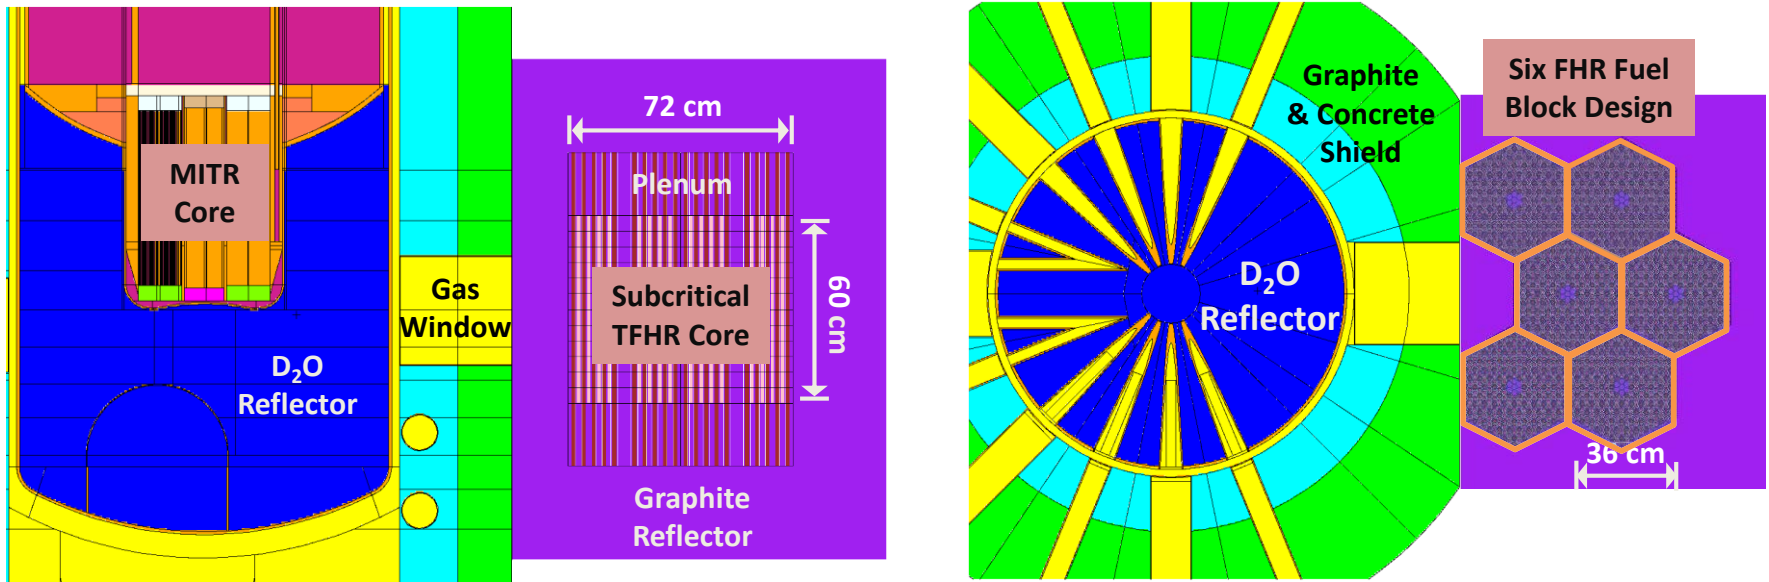 MITR
Core
D2O
Reflector
Gas
Window
72 cm
Plenum
Subcritical
TFHR Core
60 cm
Graphite
Reflector
Graphite
& Concrete
Shield
D2O
Reflector
Six FHR Fuel
Block Design
36 cm